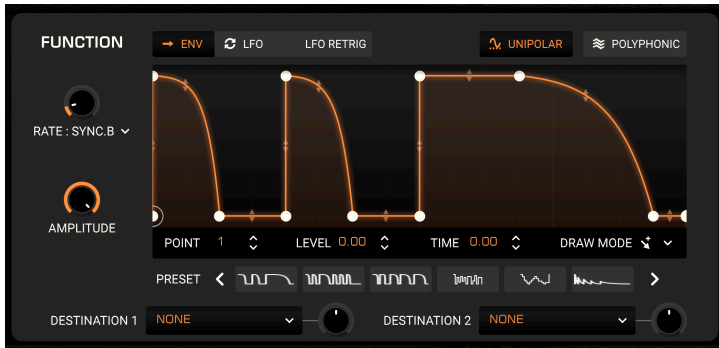 FUNCTION
ENV
LFO
LFO RETRIG
UNIPOLAR
POLYPHONIC
RATE : SYNC.B
AMPLITUDE
POINT 1
LEVEL 0.00
TIME 0.00
DRAW MODE
PRESET
DESTINATION 1 NONE
DESTINATION 2 NONE